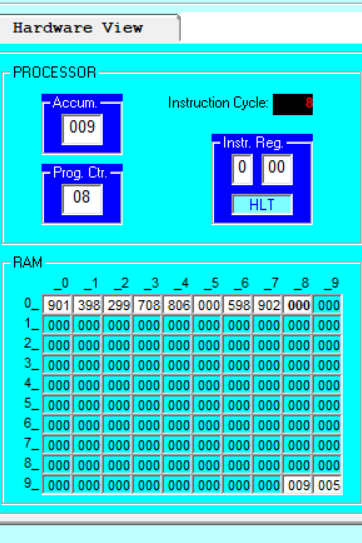 Hardware View
PROCESSOR
Accum. Instruction Cycle: 8
009
Instr. Reg.
0 00
Prog. Ctr.
08
HLT
RAM
_0 _1 _2 _3 _4 _5 _6 _7 _8 _9
0_ 901 398 299 708 806 000 598 902 000 000
1_ 000 000 000 000 000 000 000 000 000 000
2_ 000 000 000 000 000 000 000 000 000 000
3_ 000 000 000 000 000 000 000 000 000 000
4_ 000 000 000 000 000 000 000 000 000 000
5_ 000 000 000 000 000 000 000 000 000 000
6_ 000 000 000 000 000 000 000 000 000 000
7_ 000 000 000 000 000 000 000 000 000 000
8_ 000 000 000 000 000 000 000 000 000 000
9_ 000 000 000 000 000 000 000 000 009 005